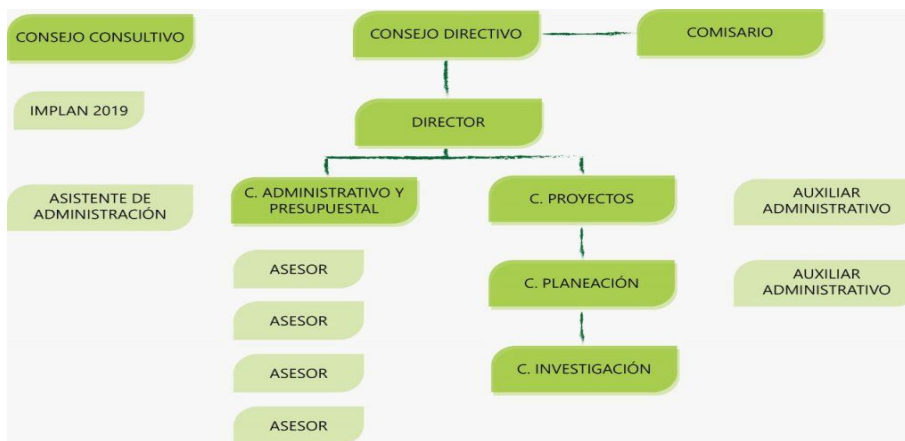 CONSEJO CONSULTIVO
CONSEJO DIRECTIVO
COMISARIO
IMPLAN 2019
DIRECTOR
ASISTENTE DE
ADMINISTRACIÓN
C. ADMINISTRATIVO Y
PRESUPUESTAL
C. PROYECTOS
AUXILIAR
ADMINISTRATIVO
ASESOR
C. PLANEACIÓN
AUXILIAR
ADMINISTRATIVO
ASESOR
ASESOR
C. INVESTIGACIÓN
ASESOR